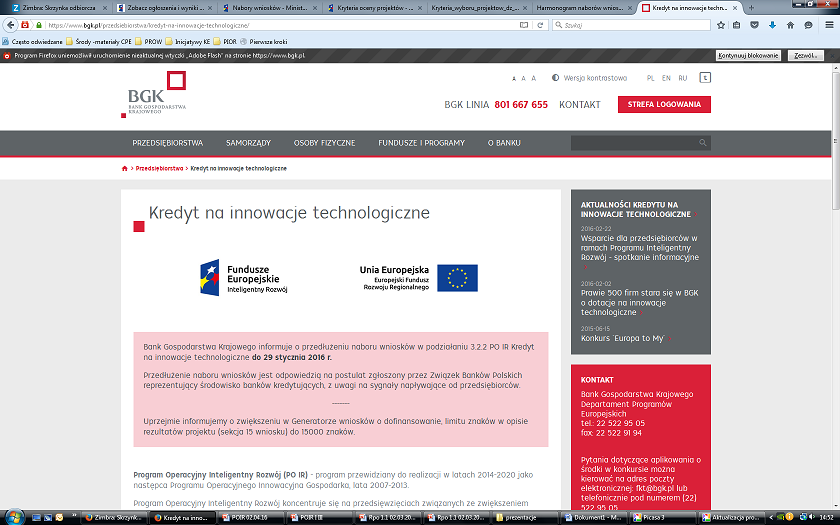 Zimbra: Skrzynka odbiorcza
Zobacz ogłoszenia i wyniki ...
Nabory wniosków - Minist...
Kryteria oceny projektów - ...
Kryteria_wyboru_projektow_dz_...
Harmonogram naborów wnios...
Kredyt na innowacje techn...
https://www.bgk.pl/przedsiebiorstwa/kredyt-na-innowacje-technologiczne/
Szukaj
Często odwiedzane
Środy -materiały CPE
PROW
Inicjatywy KE
PIOR
Pierwsze kroki
Program Firefox uniemożliwił uruchomienie nieaktualnej wtyczki „Adobe Flash” na stronie https://www.bgk.pl.
Kontynuuj blokowanie
Zezwól...
BGK
BANK GOSPODARSTWA
KRAJOWEGO
A A A
Wersja kontrastowa
PL EN RU
BGK LINIA 801 667 655
KONTAKT
STREFA LOGOWANIA
PRZEDSIĘBIORSTWA
SAMORZĄDY
OSOBY FIZYCZNE
FUNDUSZE I PROGRAMY
O BANKU
> Przedsiębiorstwa > Kredyt na innowacje technologiczne
Kredyt na innowacje technologiczne
Fundusze
Europejskie
Inteligentny Rozwój
Unia Europejska
Europejski Fundusz
Rozwoju Regionalnego
Bank Gospodarstwa Krajowego informuje o przedłużeniu naboru wniosków w podziałaniu 3.2.2 PO IR Kredyt
na innowacje technologiczne do 29 stycznia 2016 r.
Przedłużenie naboru wniosków jest odpowiedzią na postulat zgłoszony przez Związek Banków Polskich
reprezentujący środowisko banków kredytujących, z uwagi na sygnały napływające od przedsiębiorców.
Uprzejmie informujemy o zwiększeniu w Generatorze wniosków o dofinansowanie, limitu znaków w opisie
rezultatów projektu (sekcja 15 wniosku) do 15000 znaków.
Program Operacyjny Inteligentny Rozwój (PO IR) - program przewidziany do realizacji w latach 2014-2020 jako
następca Programu Operacyjnego Innowacyjna Gospodarka, lata 2007-2013.
Program Operacyjny Inteligentny Rozwój koncentruje się na przedsięwzięciach związanych ze zwiększeniem
AKTUALNOŚCI KREDYTU NA
INNOWACJE TECHNOLOGICZNE
2016-02-22
Wsparcie dla przedsiębiorców w
ramach Programu Inteligentny
Rozwój - spotkanie informacyjne
2016-02-02
Prawie 500 firm stara się w BGK
o dotacje na innowacje
technologiczne
2015-06-15
Konkurs `Europa to My`
KONTAKT
Bank Gospodarstwa Krajowego
Departament Programów
Europejskich
tel.: 22 522 95 05
fax: 22 522 91 94
Pytania dotyczące aplikowania o
środki w konkursie można
kierować na adres poczty
elektronicznej: fkt@bgk.pl lub
telefonicznie pod numerem (22)
522 95 05
Zimbra: Skrzynk...
Kredyt na inno...
POIR 02.04.16
POIR I III
Rpo 1.1 02.03.20...
Rpo 1.1 02.03.20...
prezentacje
Dokument1 - M...
Picasa 3
Aktualizacja pro...
14:52